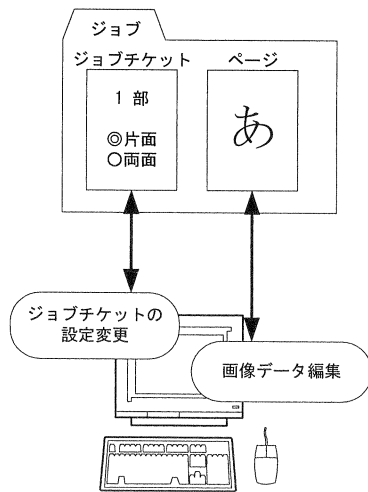 ジョブ
ジョブチケット
ページ
1 部
◎片面
○両面
あ
ジョブチケットの
設定変更
画像データ編集